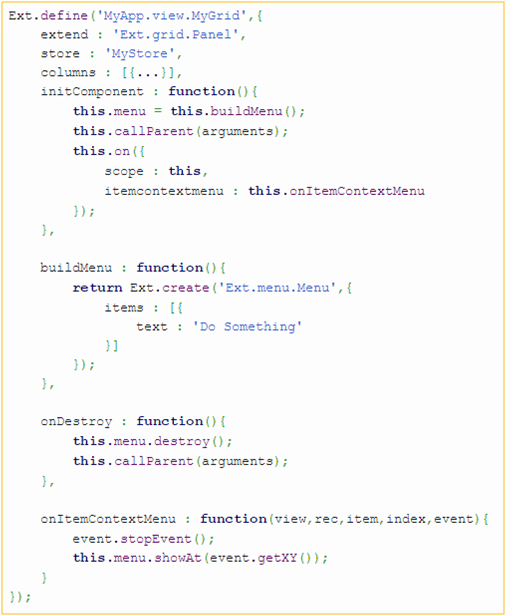 Ext.define('MyApp.view.MyGrid',{
    extend : 'Ext.grid.Panel',
    store : 'MyStore',
    columns : [{...}],
    initComponent : function(){
        this.menu = this.buildMenu();
        this.callParent(arguments);
        this.on({
            scope : this,
            itemcontextmenu : this.onItemContextMenu
        });
    },

    buildMenu : function(){
        return Ext.create('Ext.menu.Menu',{
            items : [{
                text : 'Do Something'
            }]
        });
    },

    onDestroy : function(){
        this.menu.destroy();
        this.callParent(arguments);
    },

    onItemContextMenu : function(view,rec,item,index,event){
        event.stopEvent();
        this.menu.showAt(event.getXY());
    }
});